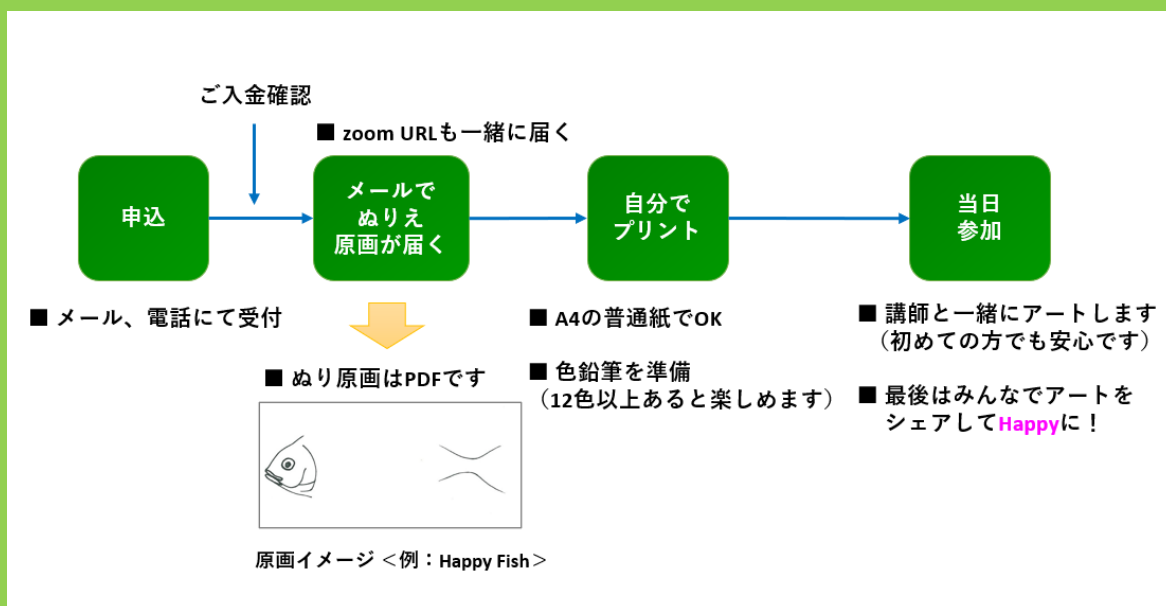 ご入金確認
■ zoom URLも一緒に届く
申込
メールで
ぬりえ
原画が届く
自分で
プリント
当日
参加
■ メール、電話にて受付
■ ぬり原画はPDFです
原画イメージ ＜例：Happy Fish＞
■ A4の普通紙でOK
■ 色鉛筆を準備
（12色以上あると楽しめます）
■ 講師と一緒にアートします
（初めての方でも安心です）
■ 最後はみんなでアートを
シェアしてHappyに！